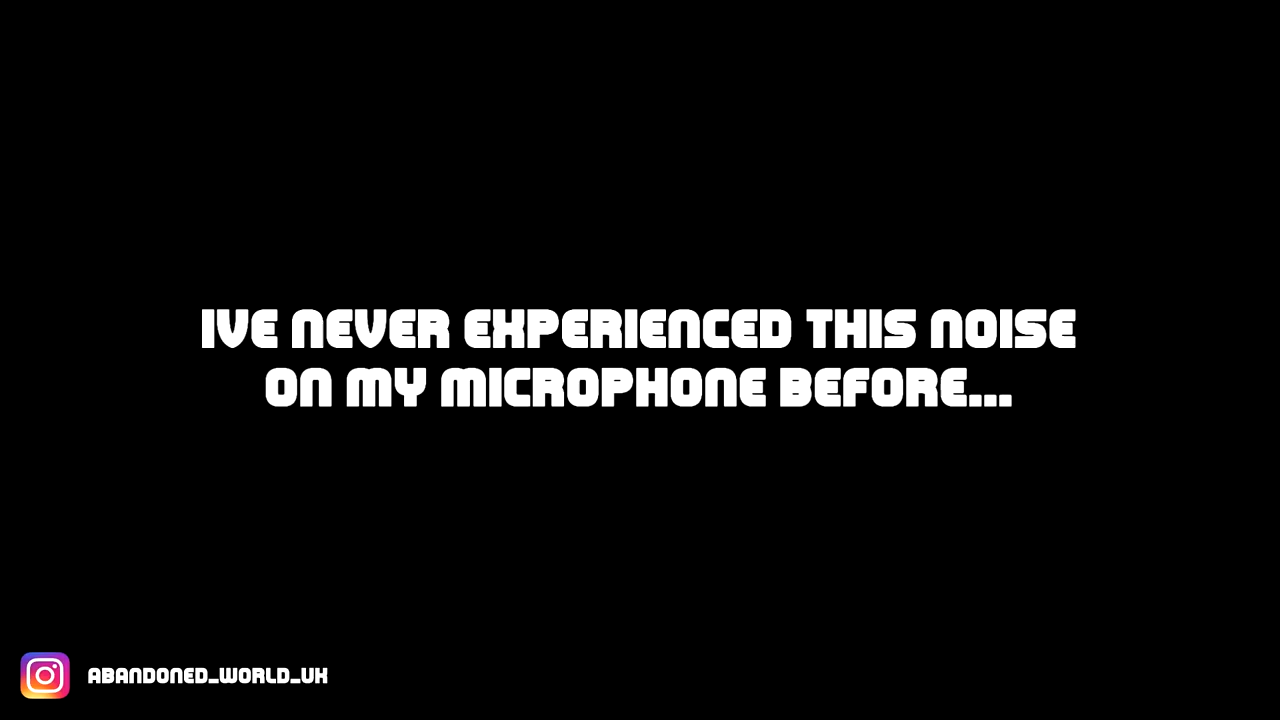 IVE NEVER EXPERIENCED THIS NOISE
ON MY MICROPHONE BEFORE...
ABANDONED_WORLD_UK